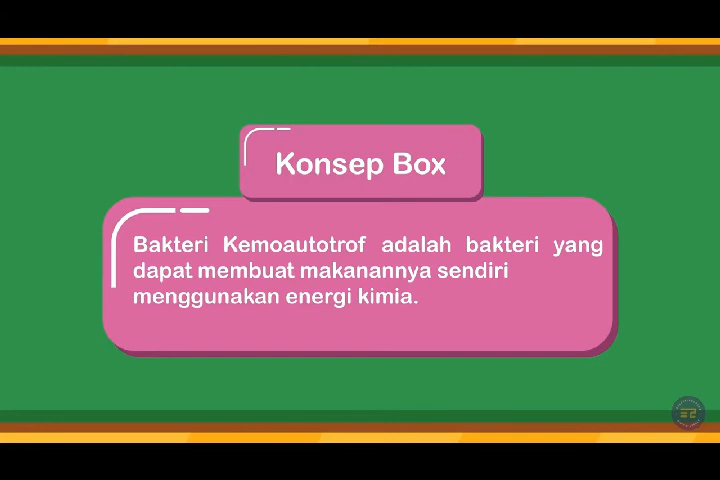 Konsep Box
Bakteri Kemoautotrof adalah bakteri yang
dapat membuat makanannya sendiri
menggunakan energi kimia.